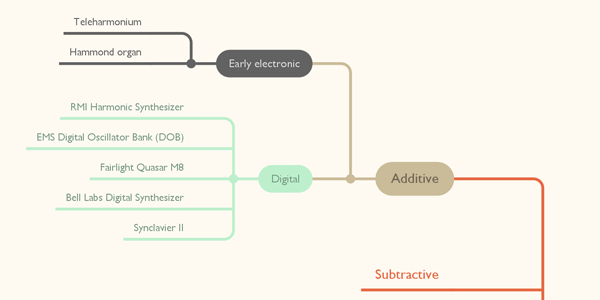 Teleharmonium
Hammond organ
Early electronic
RMI Harmonic Synthesizer
EMS Digital Oscillator Bank (DOB)
Fairlight Quasar M8
Bell Labs Digital Synthesizer
Synclavier II
Digital
Additive
Subtractive